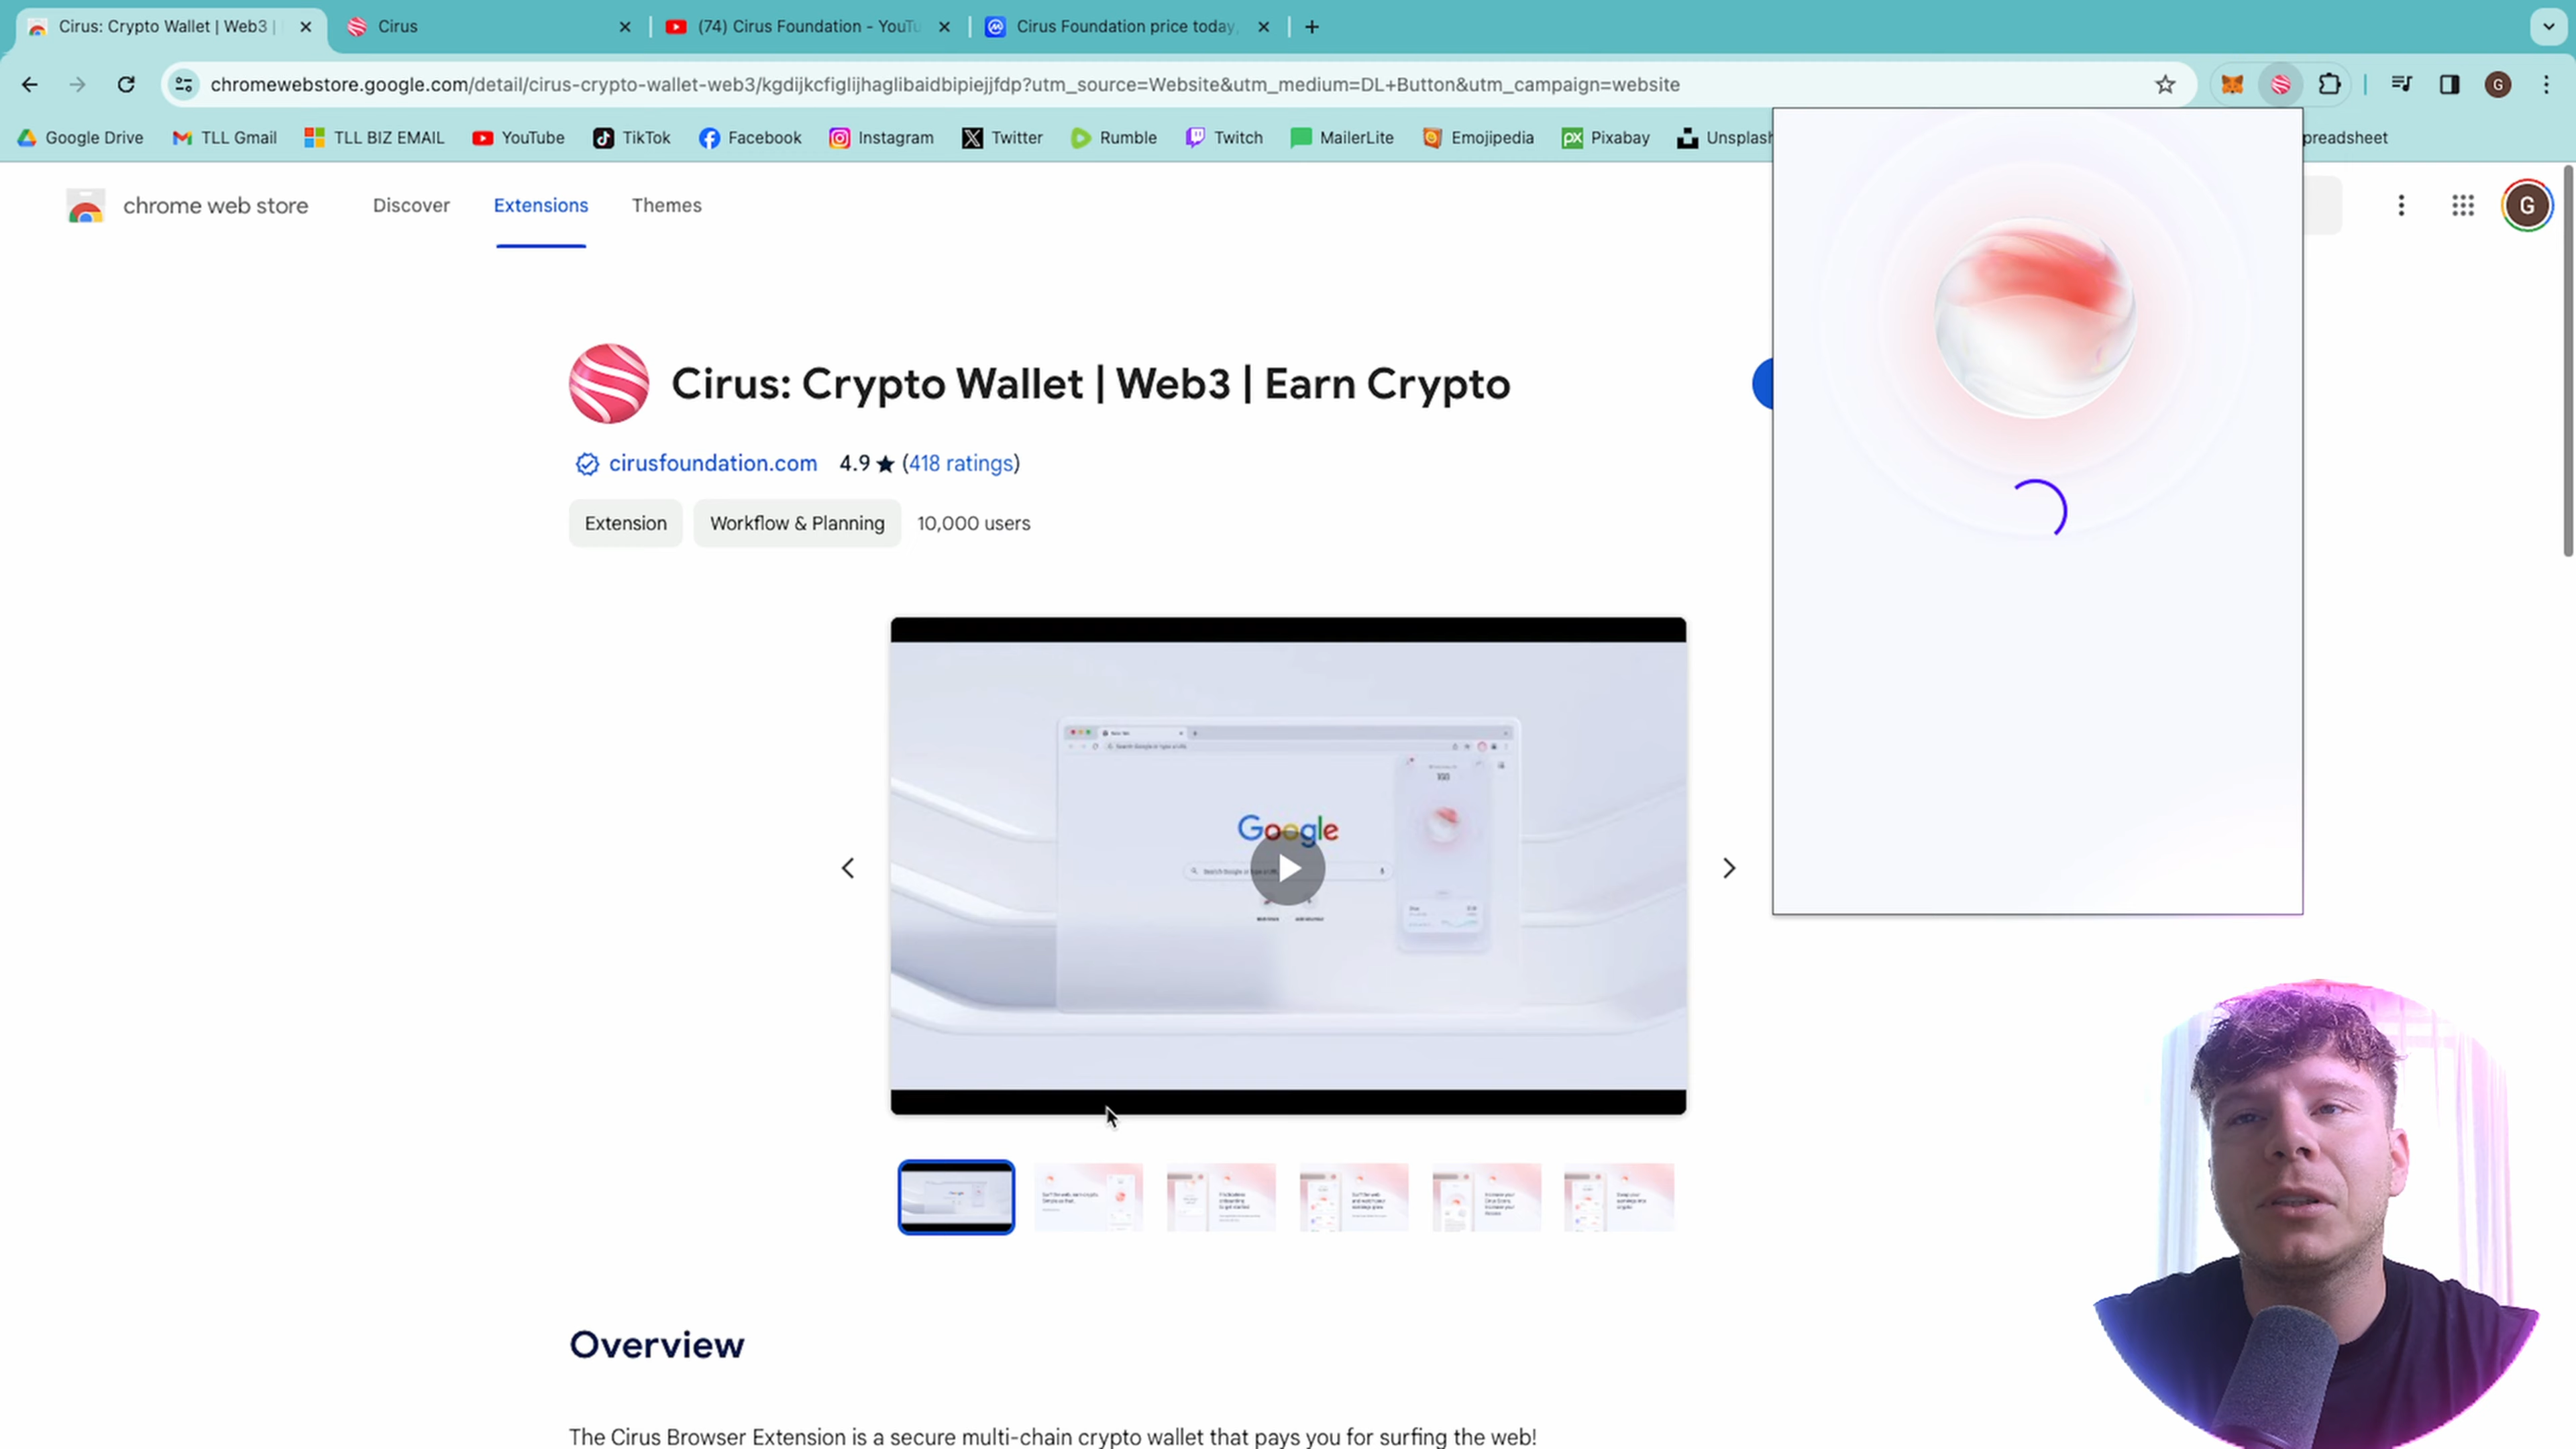 Cirus: Crypto Wallet | Web3 |
Cirus
(74) Cirus Foundation - YouTu
Cirus Foundation price today,
chromewebstore.google.com/detail/cirus-crypto-wallet-web3/kgdijkcfiglijhaglibaidbipiejjfdp?utm_source=Website&utm_medium=DL+Button&utm_campaign=website
G
Google Drive TLL Gmail TLL BIZ EMAIL YouTube TikTok Facebook Instagram Twitter Rumble Twitch MailerLite Emojipedia Pixabay Unsplash preadsheet
chrome web store Discover Extensions Themes
G
Cirus: Crypto Wallet | Web3 | Earn Crypto
cirusfoundation.com 4.9 ★ (418 ratings)
Extension Workflow & Planning 10,000 users
Google
Overview
The Cirus Browser Extension is a secure multi-chain crypto wallet that pays you for surfing the web!